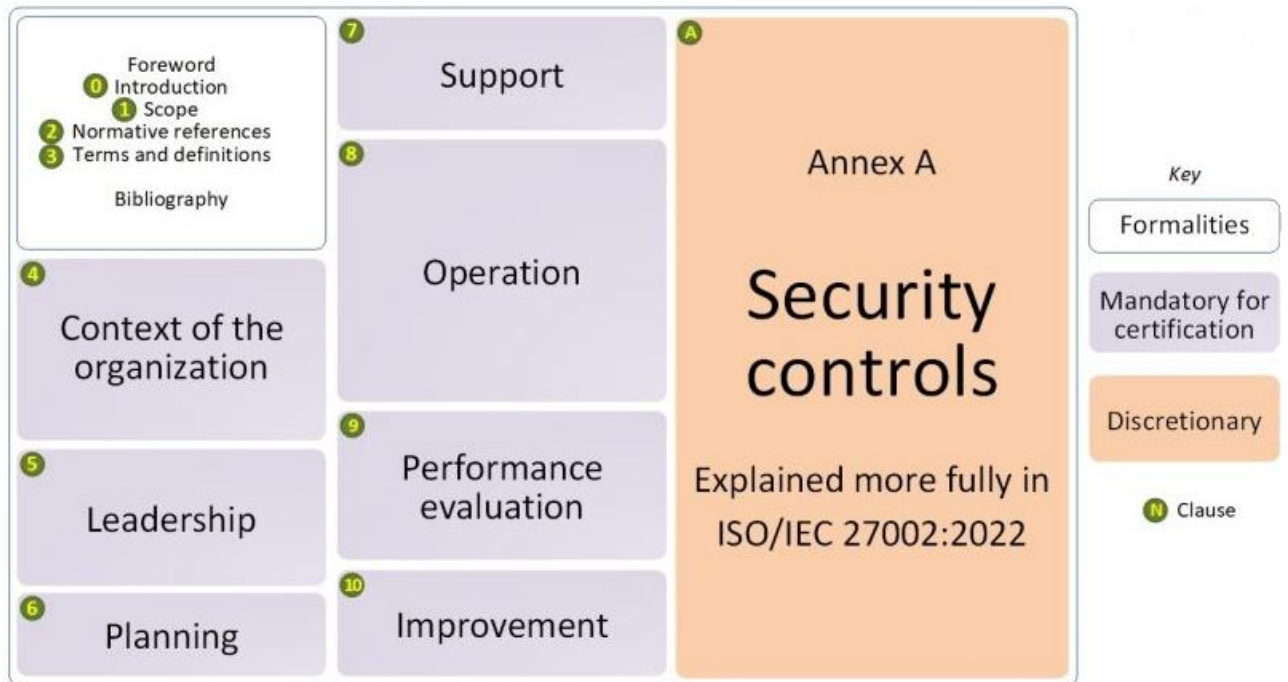 Foreword
0 Introduction
1 Scope
2 Normative references
3 Terms and definitions
Bibliography
4
Context of the
organization
5
Leadership
6
Planning
7
Support
8
Operation
9
Performance
evaluation
10
Improvement
A
Annex A
Security
controls
Explained more fully in
ISO/IEC 27002:2022
Key
Formalities
Mandatory for
certification
Discretionary
N Clause